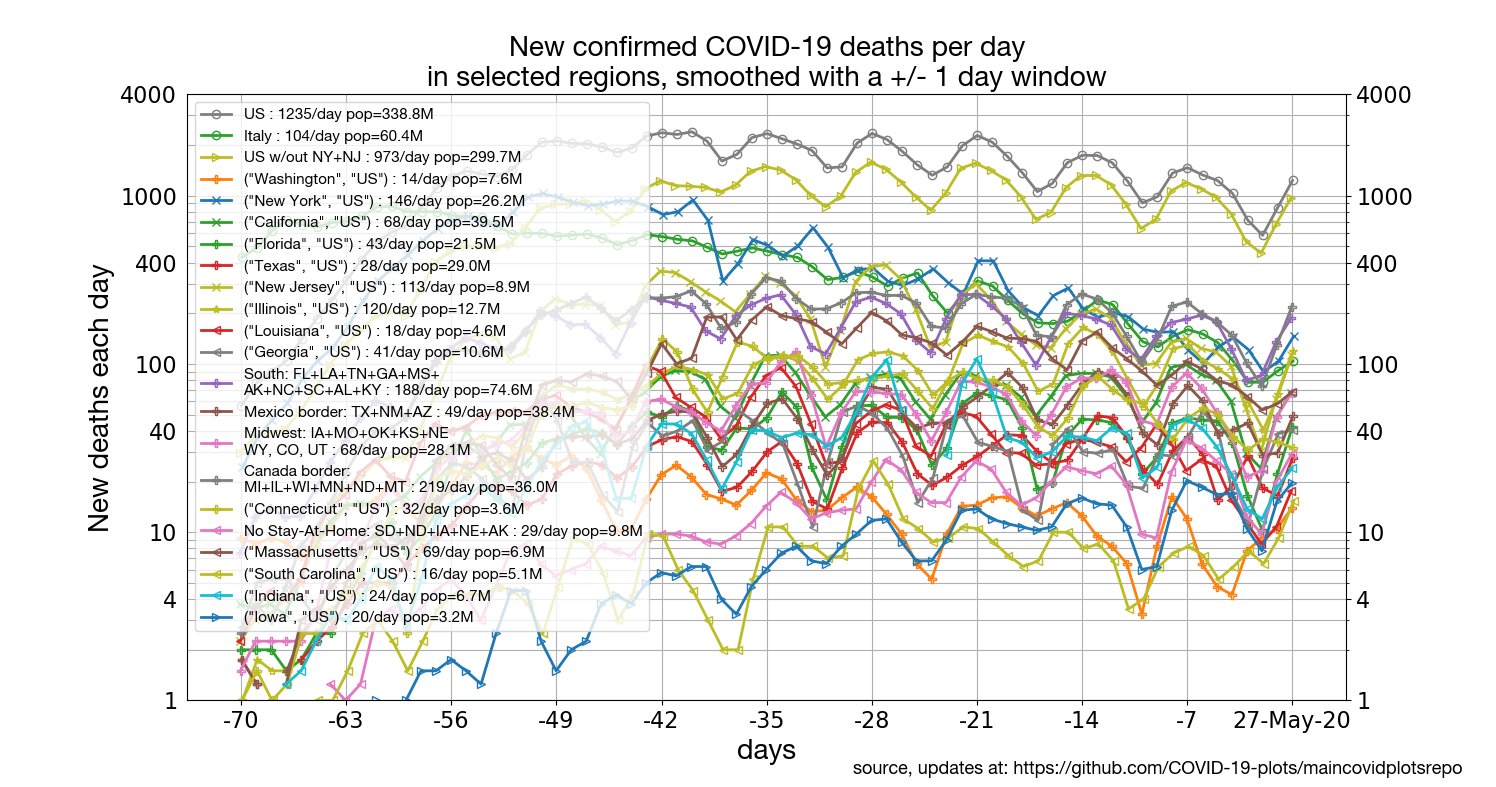 New confirmed COVID-19 deaths per day
in selected regions, smoothed with a +/- 1 day window
4000
1000
400
100
40
10
4
1
New deaths each day
US : 1235/day pop=338.8M
Italy : 104/day pop=60.4M
US w/out NY+NJ : 973/day pop=299.7M
("Washington", "US") : 14/day pop=7.6M
("New York", "US") : 146/day pop=26.2M
("California", "US") : 68/day pop=39.5M
("Florida", "US") : 43/day pop=21.5M
("Texas", "US") : 28/day pop=29.0M
("New Jersey", "US") : 113/day pop=8.9M
("Illinois", "US") : 120/day pop=12.7M
("Louisiana", "US") : 18/day pop=4.6M
("Georgia", "US") : 41/day pop=10.6M
South: FL+LA+TN+GA+MS+
AK+NC+SC+AL+KY : 188/day pop=74.6M
Mexico border: TX+NM+AZ : 49/day pop=38.4M
Midwest: IA+MO+OK+KS+NE
WY, CO, UT : 68/day pop=28.1M
Canada border:
MI+IL+WI+MN+ND+MT : 219/day pop=36.0M
("Connecticut", "US") : 32/day pop=3.6M
No Stay-At-Home: SD+ND+IA+NE+AK : 29/day pop=9.8M
("Massachusetts", "US") : 69/day pop=6.9M
("South Carolina", "US") : 16/day pop=5.1M
("Indiana", "US") : 24/day pop=6.7M
("Iowa", "US") : 20/day pop=3.2M
4000
1000
400
100
40
10
4
1
-70 -63 -56 -49 -42 -35 -28 -21 -14 -7 27-May-20
days
source, updates at: https://github.com/COVID-19-plots/maincovidplotsrepo